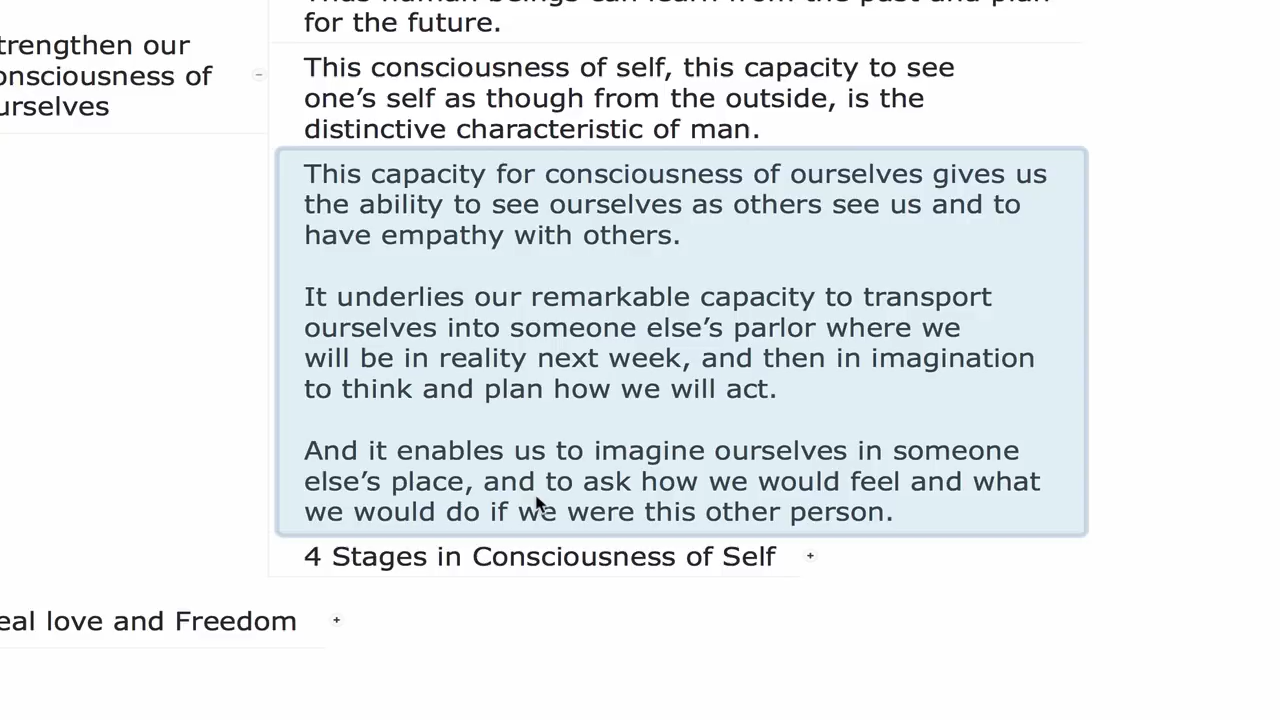 for the future.
trengthen our
onsciousness of
urselves
This consciousness of self, this capacity to see
one’s self as though from the outside, is the
distinctive characteristic of man.
This capacity for consciousness of ourselves gives us
the ability to see ourselves as others see us and to
have empathy with others.
It underlies our remarkable capacity to transport
ourselves into someone else’s parlor where we
will be in reality next week, and then in imagination
to think and plan how we will act.
And it enables us to imagine ourselves in someone
else’s place, and to ask how we would feel and what
we would do if we were this other person.
4 Stages in Consciousness of Self
eal love and Freedom